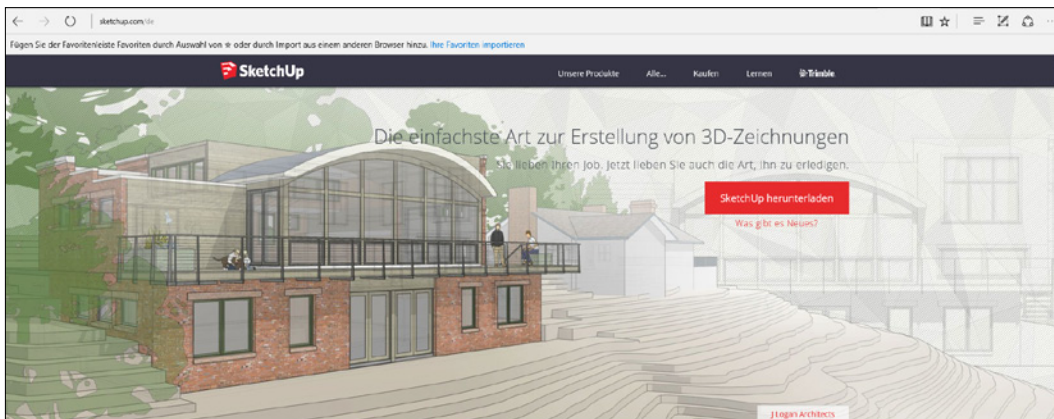 sketchup.com/de
Fügen Sie der Favoritenleiste Favoriten durch Auswahl von ☆ oder durch Import aus einem anderen Browser hinzu. Ihre Favoriten importieren
SketchUp
Unsere Produkte Alle... Kaufen Lernen Trimble
Die einfachste Art zur Erstellung von 3D-Zeichnungen
Sie lieben Ihren Job. Jetzt lieben Sie auch die Art, ihn zu erledigen.
SketchUp herunterladen
Was gibt es Neues?
J Logan Architects